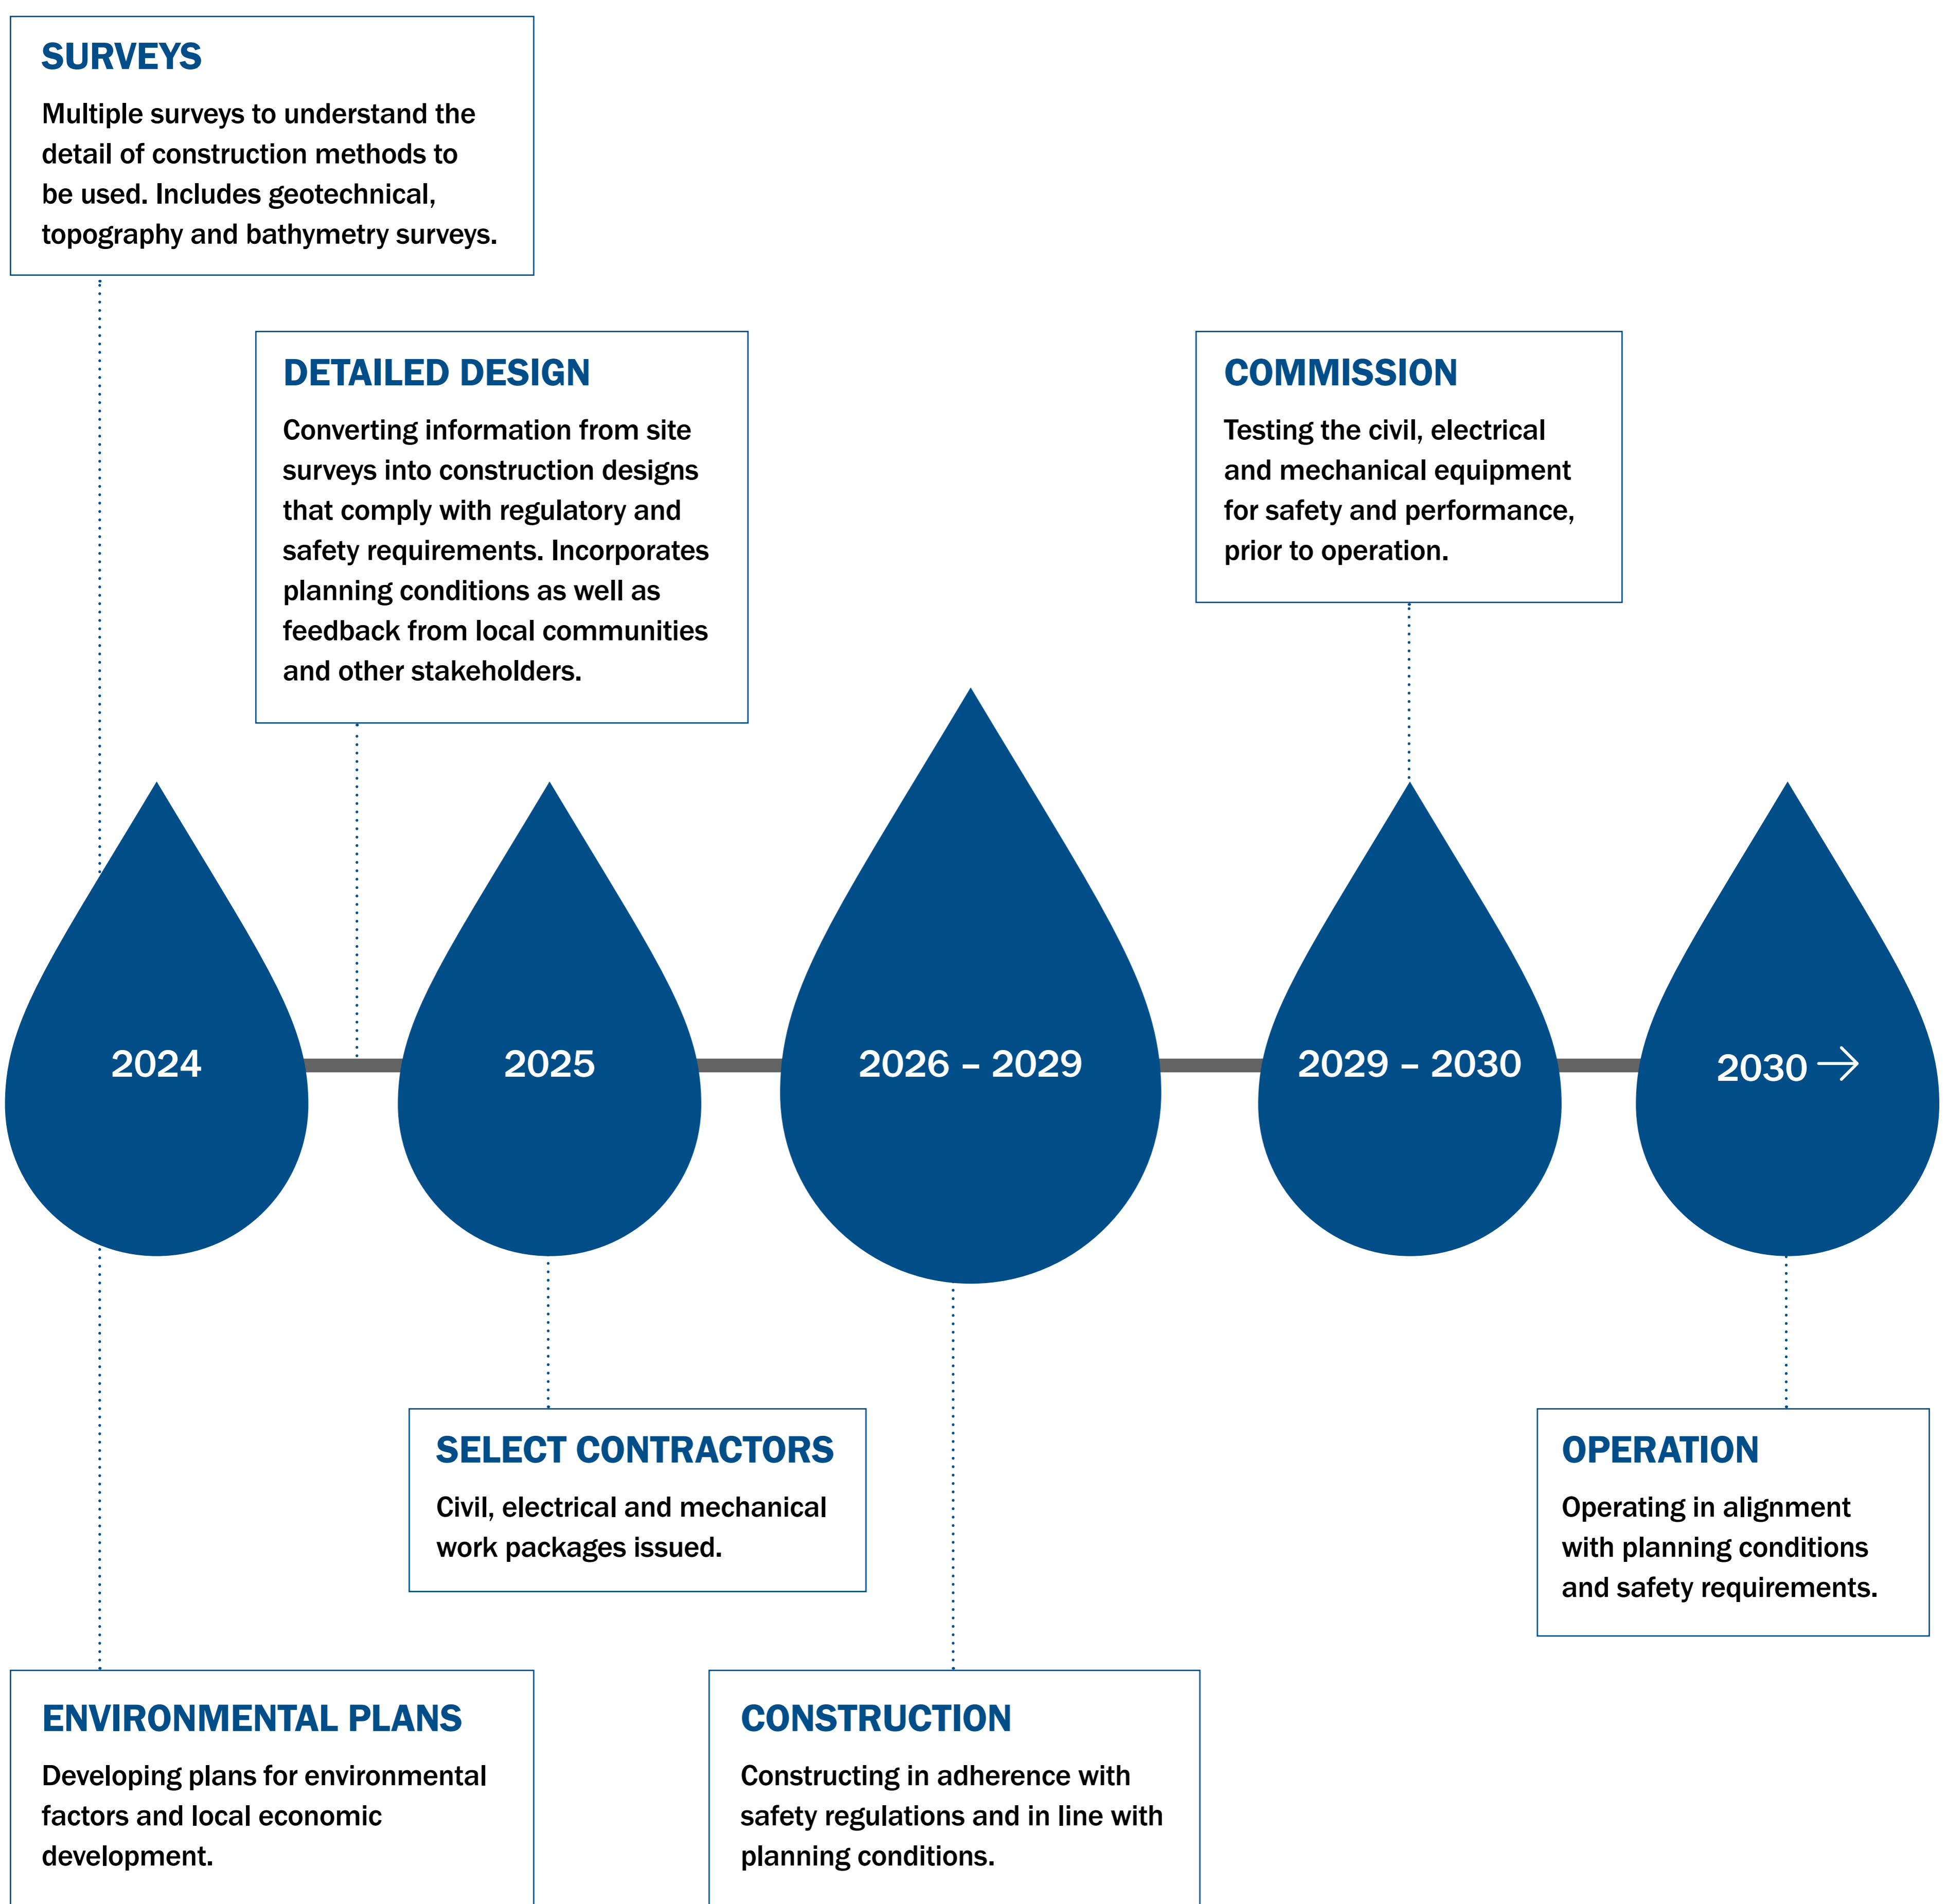 SURVEYS
Multiple surveys to understand the
detail of construction methods to
be used. Includes geotechnical,
topography and bathymetry surveys.
DETAILED DESIGN
Converting information from site
surveys into construction designs
that comply with regulatory and
safety requirements. Incorporates
planning conditions as well as
feedback from local communities
and other stakeholders.
COMMISSION
Testing the civil, electrical
and mechanical equipment
for safety and performance,
prior to operation.
2024
2025
2026 – 2029
2029 – 2030
2030 →
SELECT CONTRACTORS
Civil, electrical and mechanical
work packages issued.
OPERATION
Operating in alignment
with planning conditions
and safety requirements.
ENVIRONMENTAL PLANS
Developing plans for environmental
factors and local economic
development.
CONSTRUCTION
Constructing in adherence with
safety regulations and in line with
planning conditions.